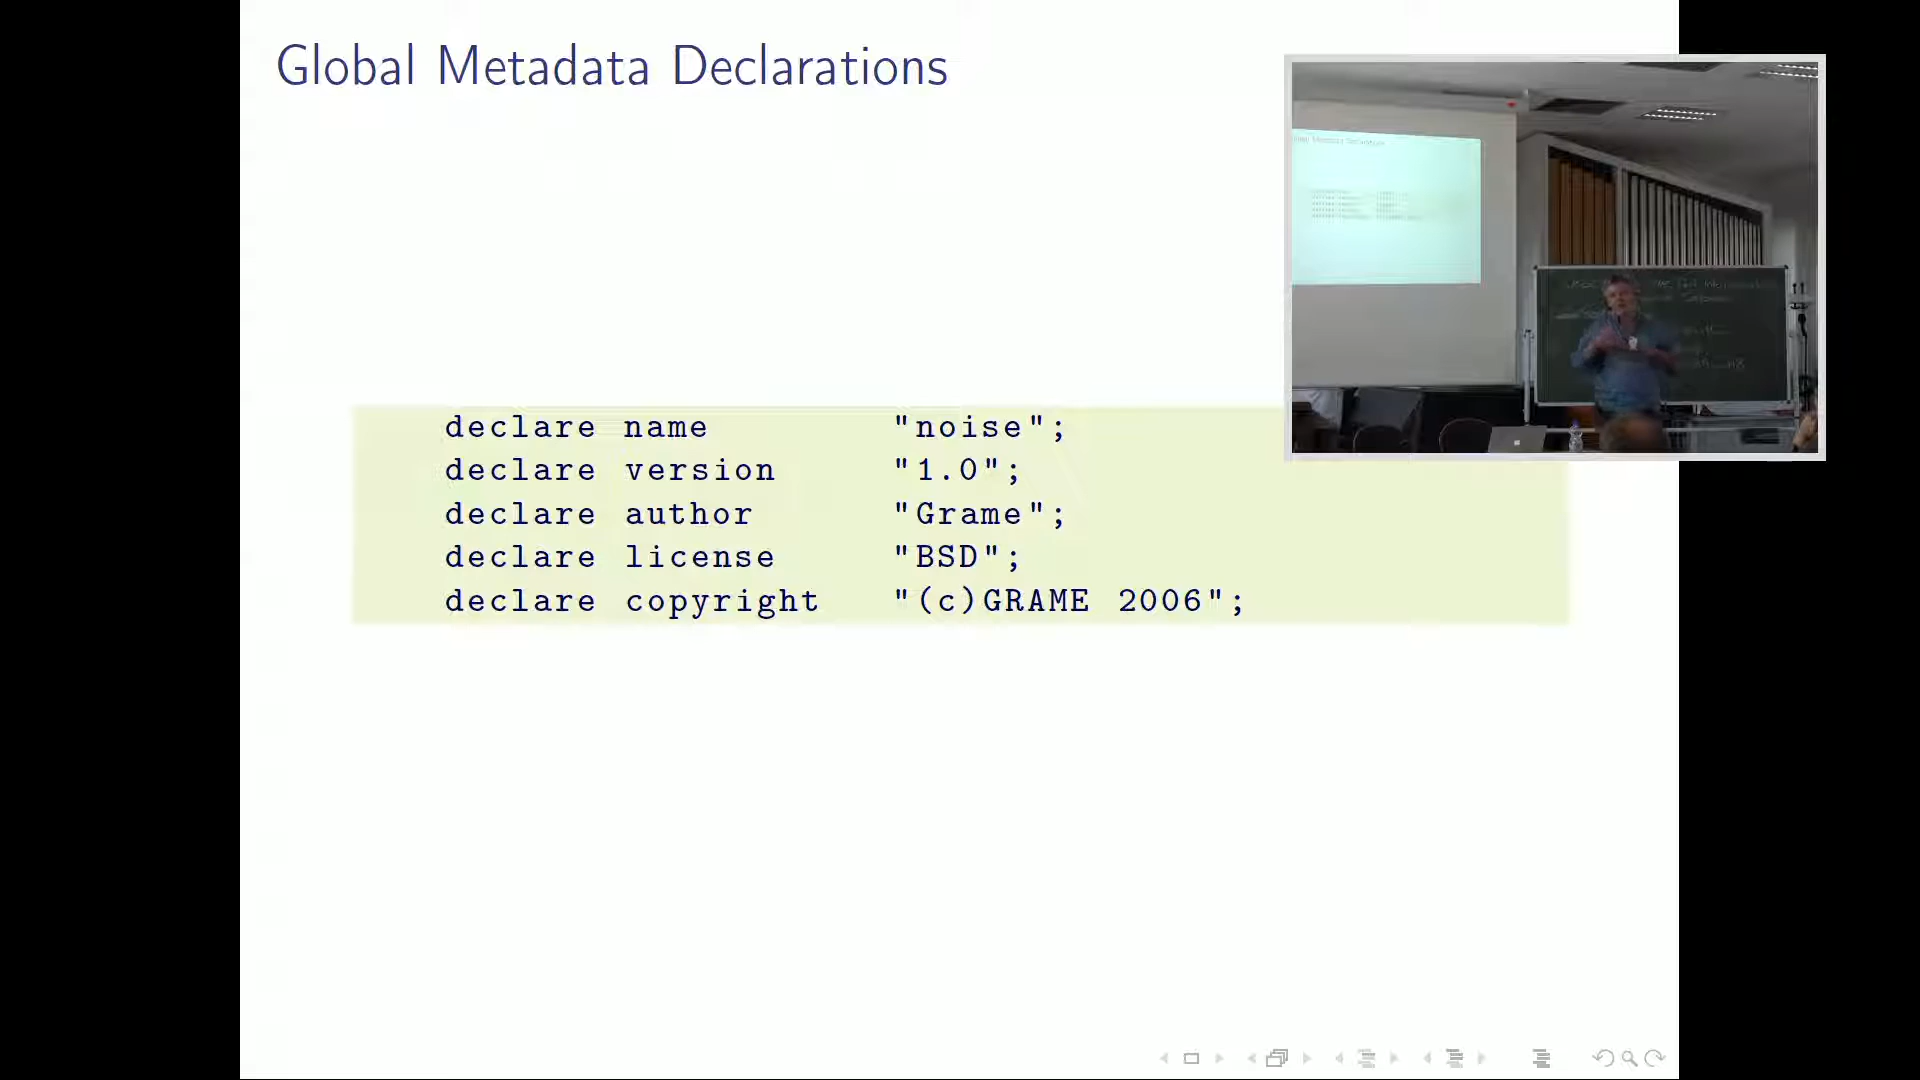 Global Metadata Declarations
declare name "noise";
declare version "1.0";
declare author "Grame";
declare license "BSD";
declare copyright "(c)GRAME 2006";